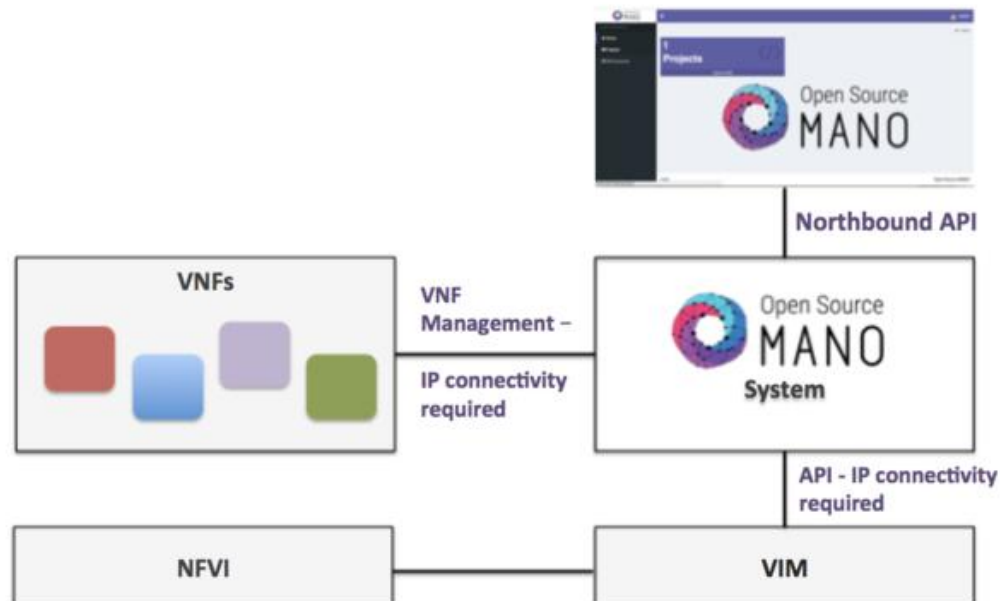 1
Projects
Open Source
MANO
Northbound API
VNFs
VNF
Management –
IP connectivity
required
Open Source
MANO
System
API - IP connectivity
required
NFVI
VIM